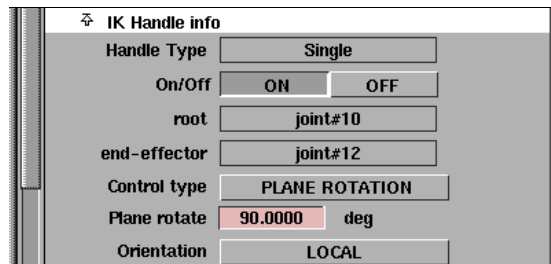 IK Handle info
Handle Type Single
On/Off ON OFF
root joint#10
end-effector joint#12
Control type PLANE ROTATION
Plane rotate 90.0000 deg
Orientation LOCAL